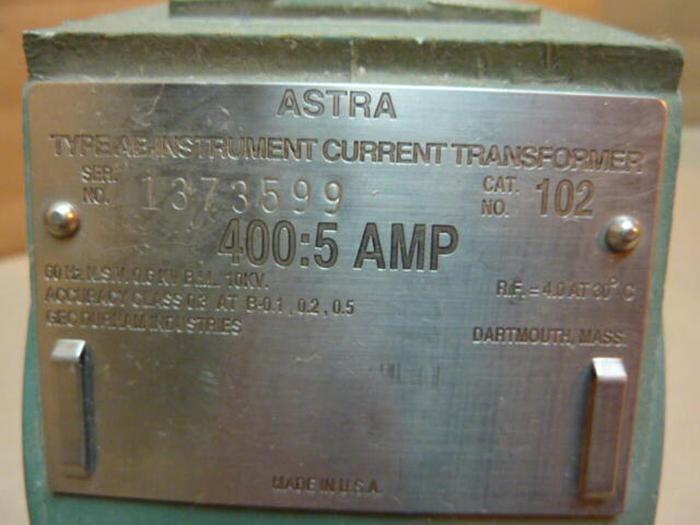 ASTRA
TYPE AB INSTRUMENT CURRENT TRANSFORMER
SER. NO. 1373599 CAT. NO. 102
400:5 AMP
60 Hz N.S.V. 0.6 KV B.I.L. 10KV. R.F. = 4.0 AT 30° C
ACCURACY CLASS 0.3 AT B-0.1, 0.2, 0.5
GEC DURHAM INDUSTRIES DARTMOUTH, MASS.
MADE IN U.S.A.